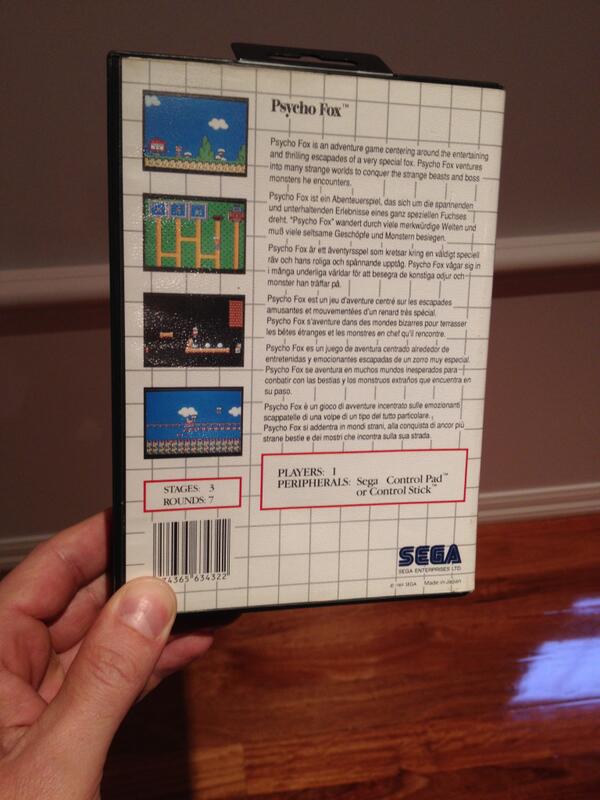 Psycho Fox™
Psycho Fox is an adventure game centering around the entertaining
and thrilling escapades of a very special fox. Psycho Fox ventures
into many strange worlds to conquer the strange beasts and boss
monsters he encounters.
Psycho Fox ist ein Abenteuerspiel, das sich um die spannenden
und unterhaltenden Erlebnisse eines ganz speziellen Fuchses
dreht. "Psycho Fox" wandert durch viele merkwürdige Welten und
muß viele seltsame Geschöpfe und Monstern besiegen.
Psycho Fox är ett äventyrsspel som kretsar kring en väldigt speciell
räv och hans roliga och spännande upptåg. Psycho Fox vågar sig in
i många underliga världar för att besegra de konstiga odjur och
monster han träffar på.
Psycho Fox est un jeu d'aventure centré sur les escapades
amusantes et mouvementées d'un renard très spécial.
Psycho Fox s'aventure dans des mondes bizarres pour terrasser
les bêtes étranges et les monstres en chef qu'il rencontre.
Psycho Fox es un juego de aventura centrado alrededor de
entretenidas y emocionantes escapadas de un zorro muy especial.
Psycho Fox se aventura en muchos mundos inesperados para
combatir con las bestias y los monstruos extraños que encuentra en
su paso.
Psycho Fox è un gioco di avventure incentrato sulle emozionanti
scappatelle di una volpe di un tipo del tutto particolare.
Psycho Fox si addentra in mondi strani, alla conquista di ancor più
strane bestie e dei mostri che incontra sulla sua strada.
STAGES: 3
ROUNDS: 7
PLAYERS: 1
PERIPHERALS: Sega Control Pad™
or Control Stick™
74365 634322
SEGA
SEGA ENTERPRISES LTD.
SEGA Made in Japan